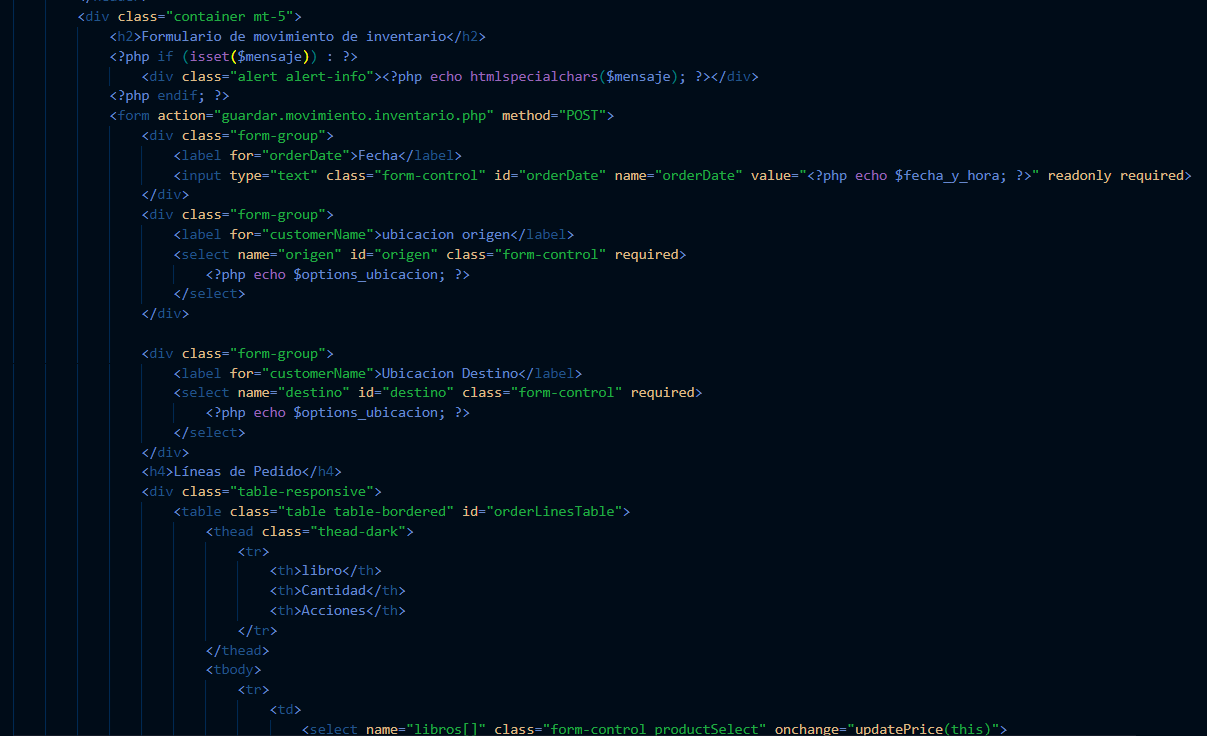 </header>
<div class="container mt-5">
<h2>Formulario de movimiento de inventario</h2>
<?php if (isset($mensaje)) : ?>
<div class="alert alert-info"><?php echo htmlspecialchars($mensaje); ?></div>
<?php endif; ?>
<form action="guardar.movimiento.inventario.php" method="POST">
<div class="form-group">
<label for="orderDate">Fecha</label>
<input type="text" class="form-control" id="orderDate" name="orderDate" value="<?php echo $fecha_y_hora; ?>" readonly required>
</div>
<div class="form-group">
<label for="customerName">ubicacion origen</label>
<select name="origen" id="origen" class="form-control" required>
<?php echo $options_ubicacion; ?>
</select>
</div>
<div class="form-group">
<label for="customerName">Ubicacion Destino</label>
<select name="destino" id="destino" class="form-control" required>
<?php echo $options_ubicacion; ?>
</select>
</div>
<h4>Líneas de Pedido</h4>
<div class="table-responsive">
<table class="table table-bordered" id="orderLinesTable">
<thead class="thead-dark">
<tr>
<th>libro</th>
<th>Cantidad</th>
<th>Acciones</th>
</tr>
</thead>
<tbody>
<tr>
<td>
<select name="libros[]" class="form-control productSelect" onchange="updatePrice(this)">